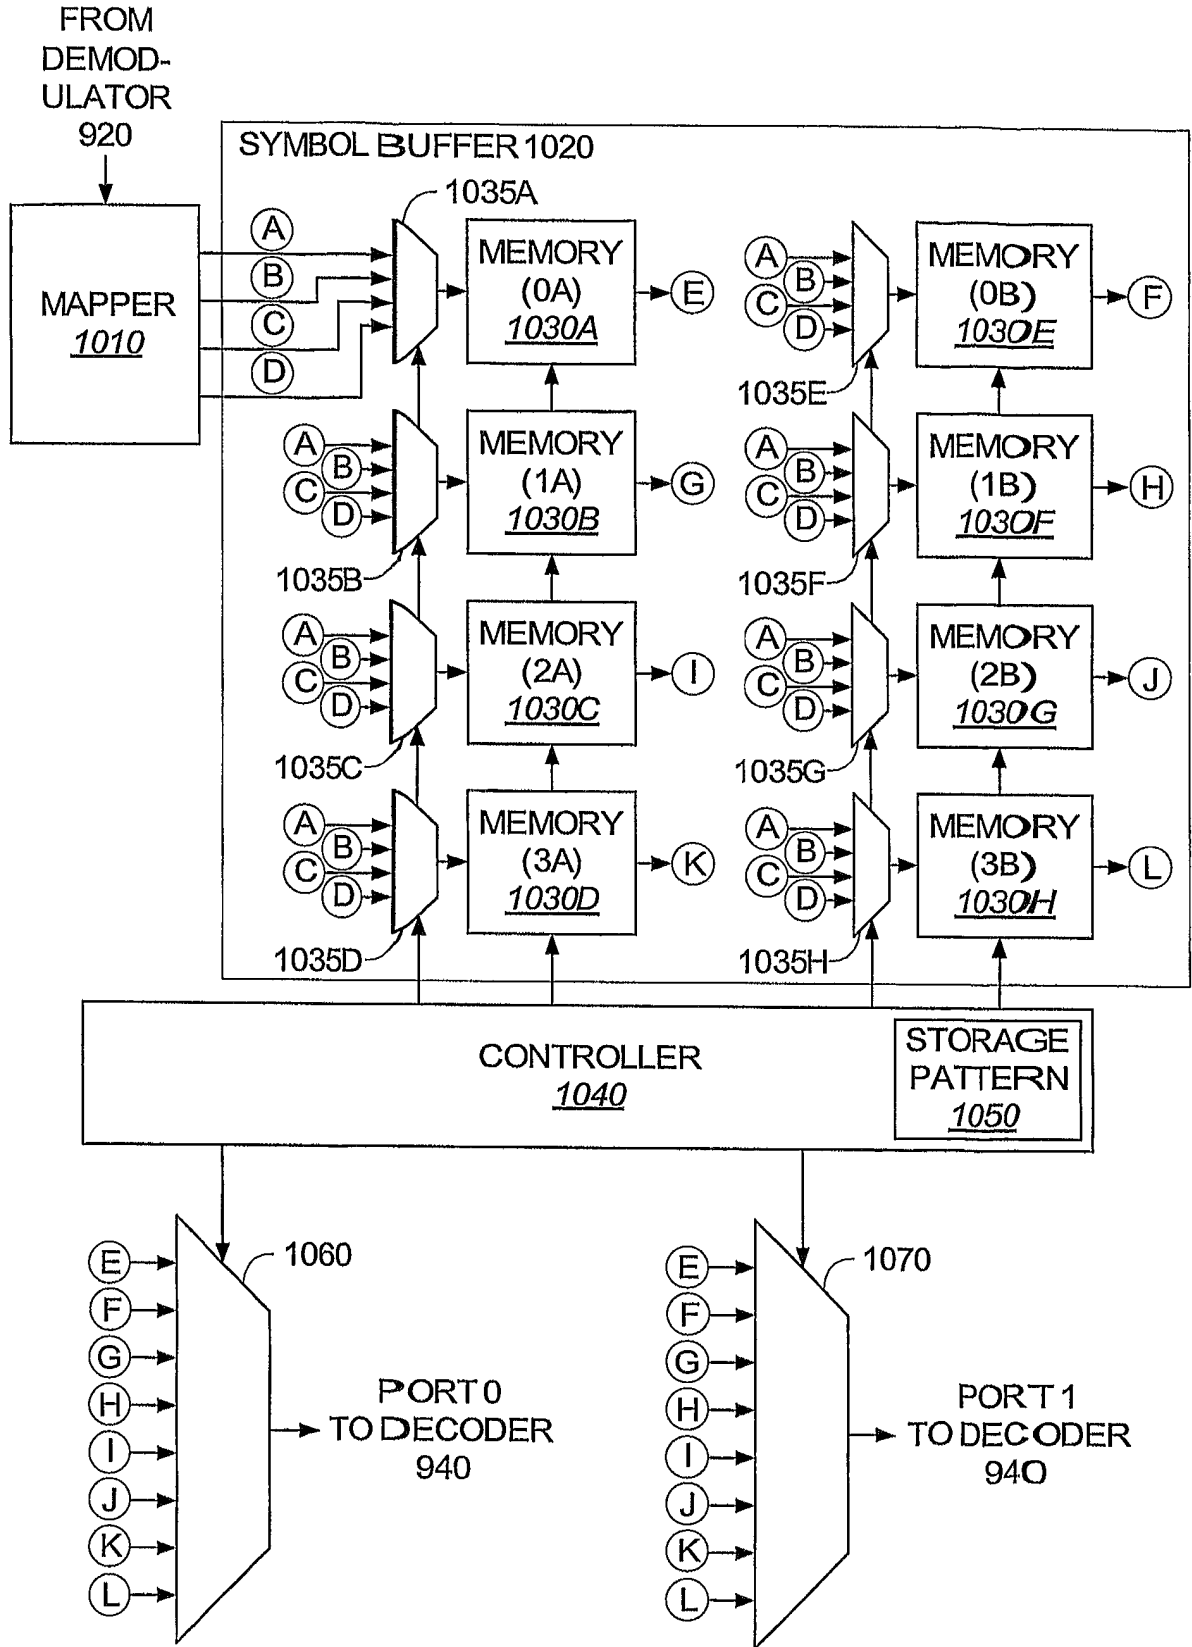 FROM
DEMOD-
ULATOR
920
SYMBOL BUFFER 1020
MAPPER
1010
A
B
C
D
1035A
MEMORY
(0A)
1030A
E
A
B
C
D
1035E
MEMORY
(0B)
1030E
F
A
B
C
D
1035B
MEMORY
(1A)
1030B
G
A
B
C
D
1035F
MEMORY
(1B)
1030F
H
A
B
C
D
1035C
MEMORY
(2A)
1030C
I
A
B
C
D
1035G
MEMORY
(2B)
1030G
J
A
B
C
D
1035D
MEMORY
(3A)
1030D
K
A
B
C
D
1035H
MEMORY
(3B)
1030H
L
CONTROLLER
1040
STORAGE
PATTERN
1050
1060
E
F
G
H
I
J
K
L
PORT 0
TO DECODER
940
1070
E
F
G
H
I
J
K
L
PORT 1
TO DECODER
940